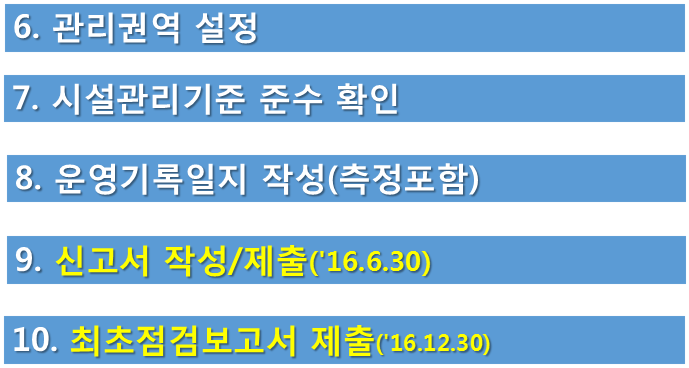 6. 관리권역 설정
7. 시설관리기준 준수 확인
8. 운영기록일지 작성(측정포함)
9. 신고서 작성/제출('16.6.30)
10. 최초점검보고서 제출('16.12.30)